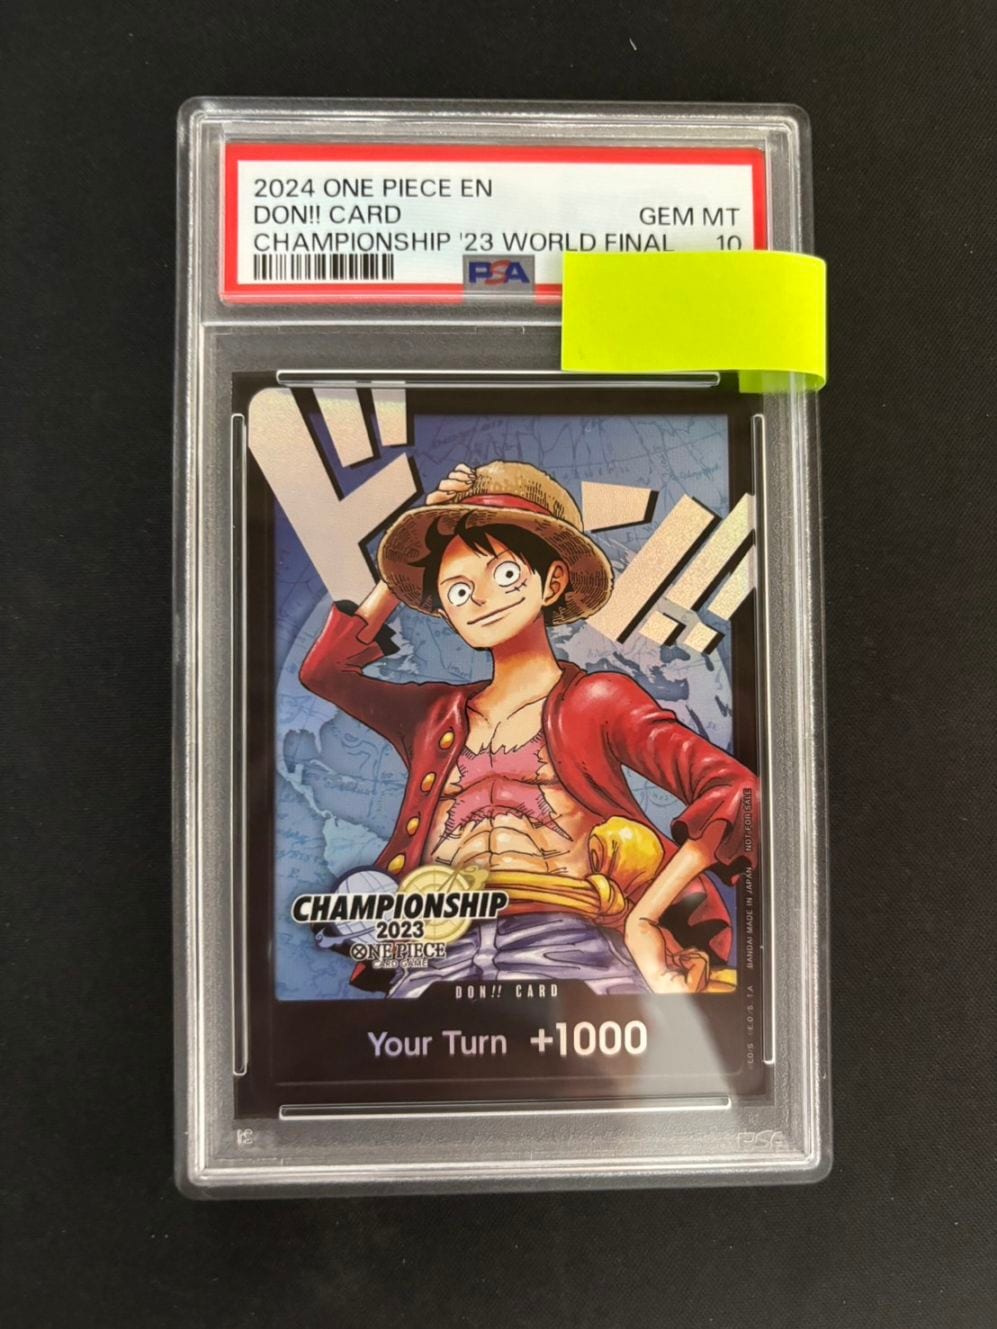 2024 ONE PIECE EN
DON!! CARD GEM MT
CHAMPIONSHIP '23 WORLD FINAL 10
PSA
ド
ン!!
CHAMPIONSHIP
2023
ONE PIECE
CARD GAME
DON!! CARD
Your Turn +1000
BANDAI MADE IN JAPAN NOT FOR SALE